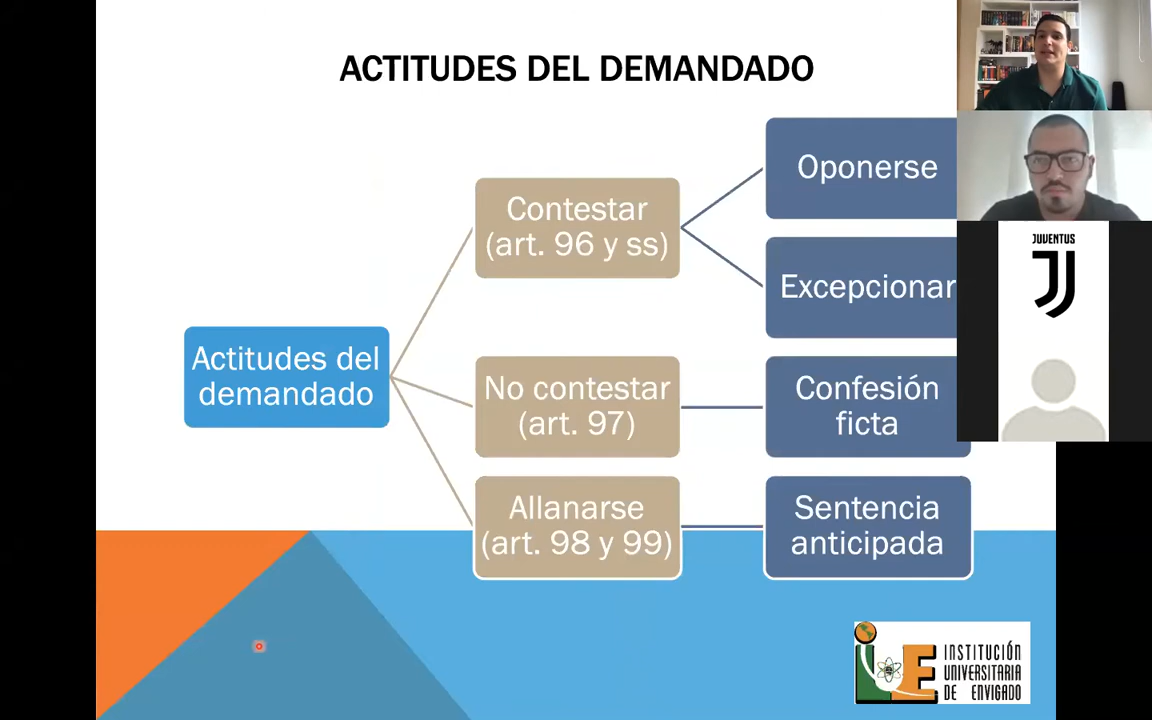 ACTITUDES DEL DEMANDADO
Actitudes del
demandado
Contestar
(art. 96 y ss)
No contestar
(art. 97)
Allanarse
(art. 98 y 99)
Oponerse
Excepcionar
Confesión
ficta
Sentencia
anticipada
JUVENTUS
IUE
INSTITUCIÓN
UNIVERSITARIA
DE ENVIGADO